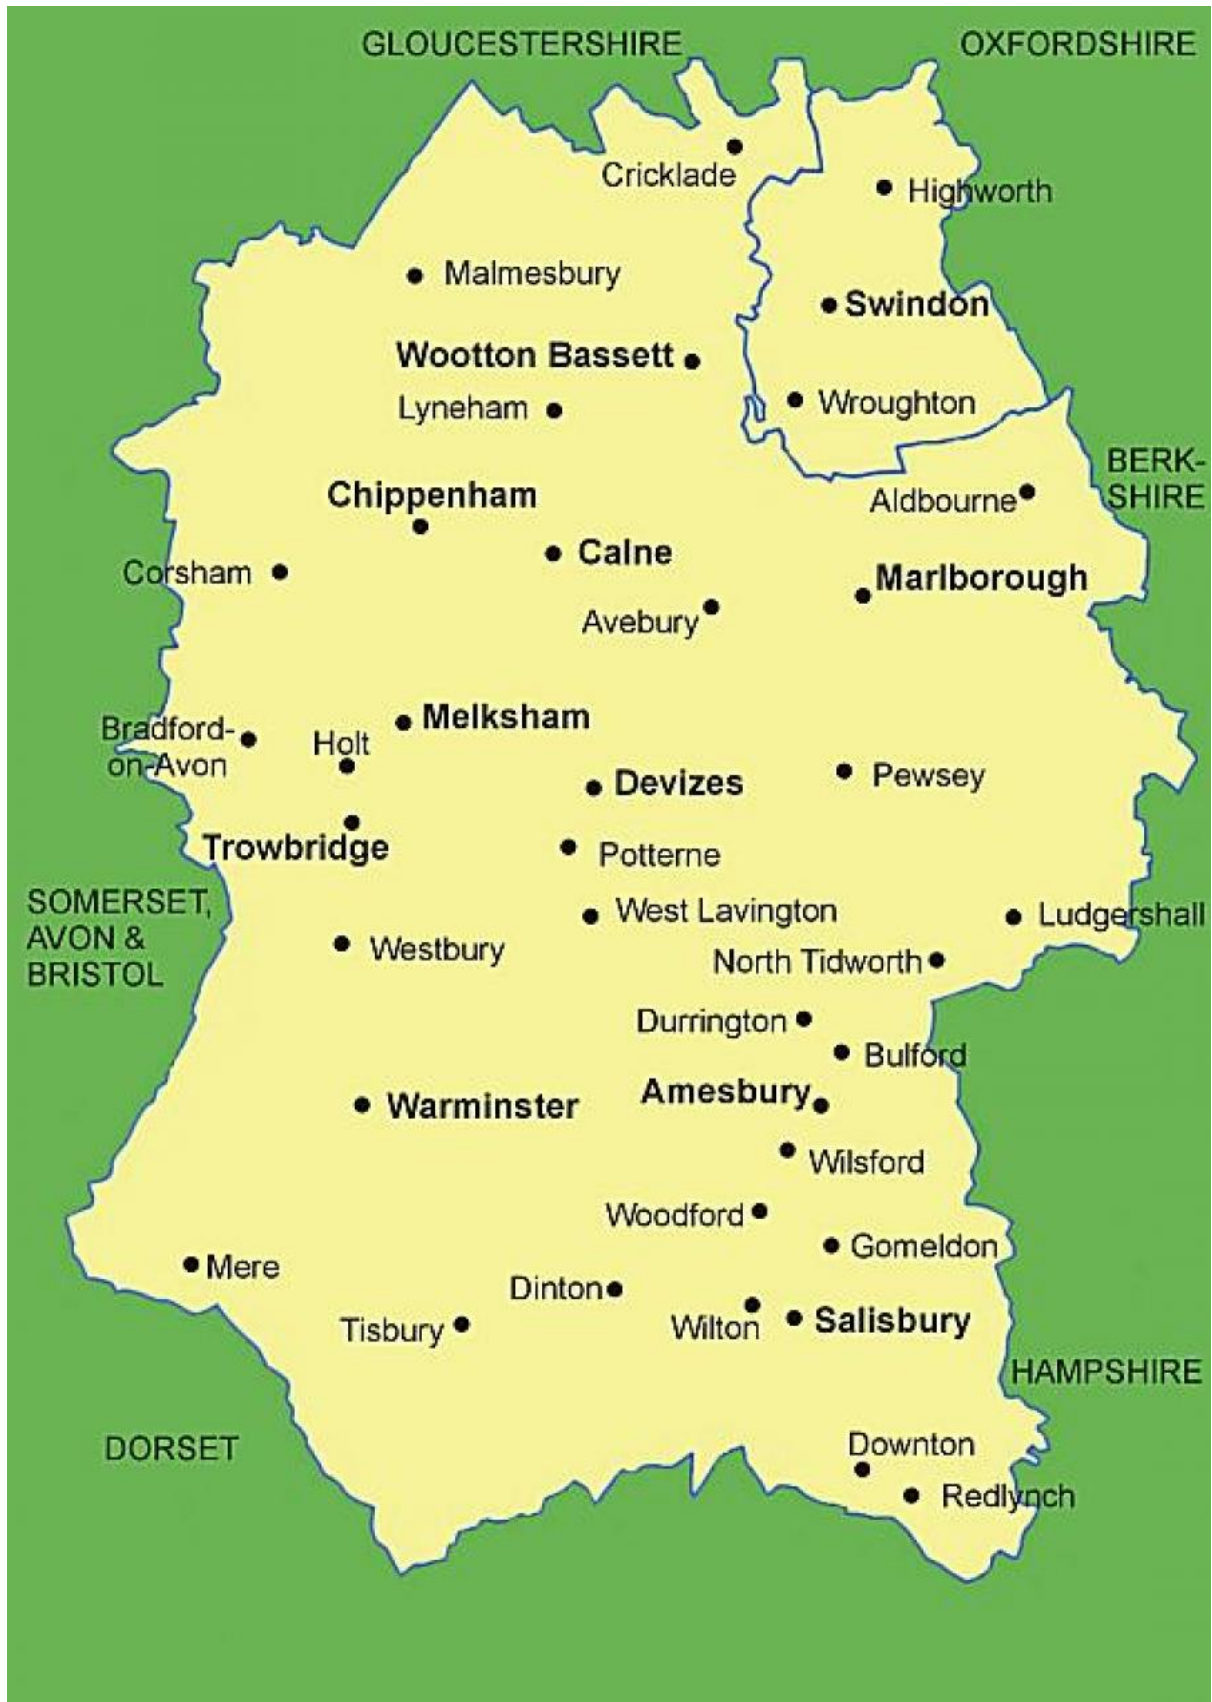 GLOUCESTERSHIRE
OXFORDSHIRE
Cricklade
Highworth
Malmesbury
Swindon
Wootton Bassett
Lyneham
Wroughton
BERK-
SHIRE
Chippenham
Aldbourne
Calne
Corsham
Marlborough
Avebury
Melksham
Bradford-
on-Avon
Holt
Devizes
Pewsey
Trowbridge
Potterne
SOMERSET,
AVON &
BRISTOL
West Lavington
Ludgershall
Westbury
North Tidworth
Durrington
Bulford
Amesbury
Warminster
Wilsford
Woodford
Gomeldon
Mere
Dinton
Tisbury
Wilton
Salisbury
HAMPSHIRE
DORSET
Downton
Redlynch